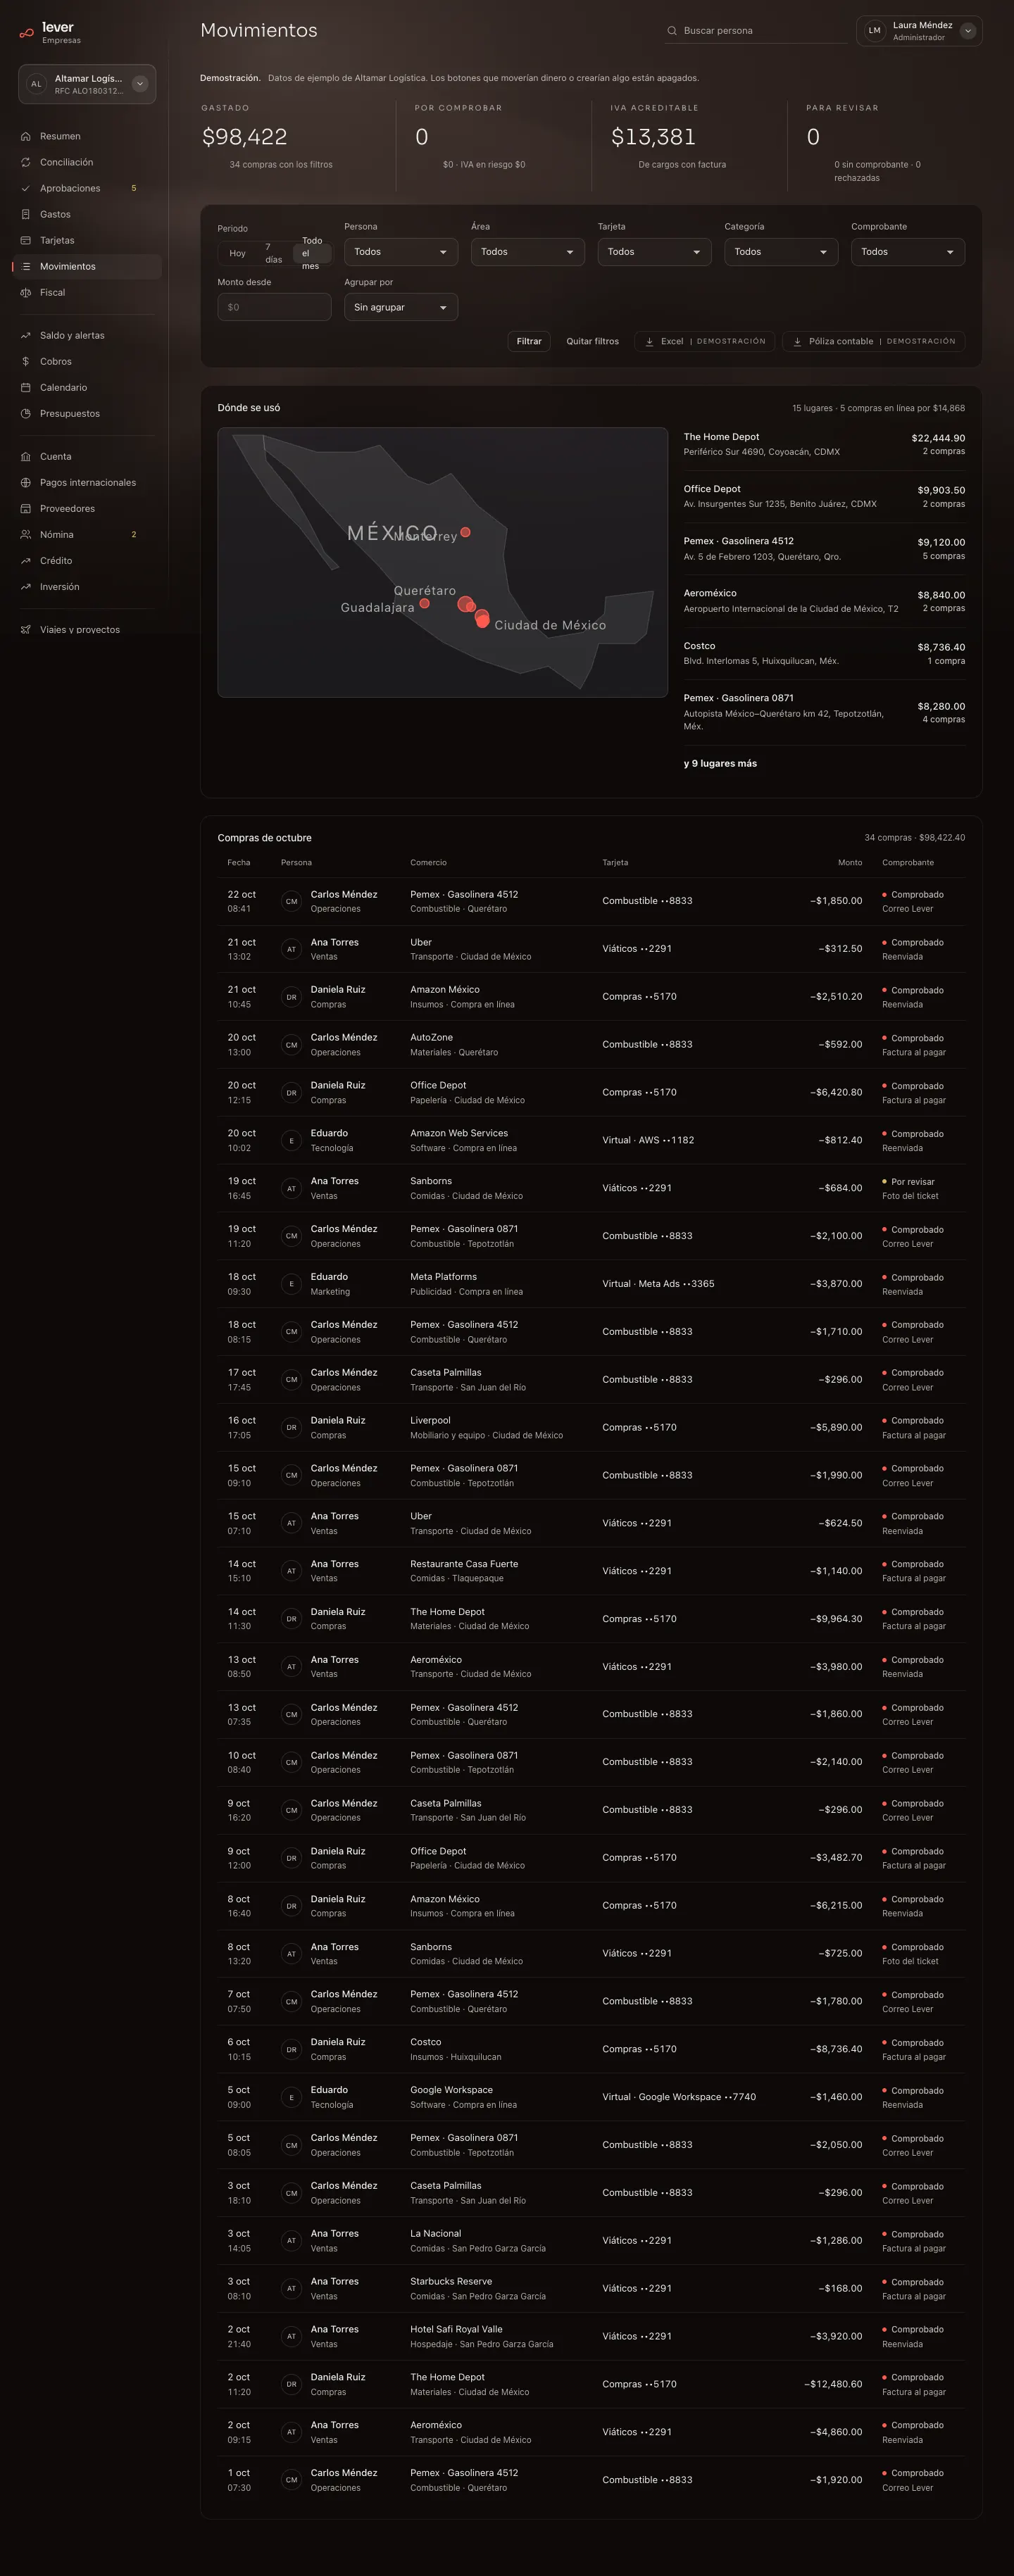 lever
Empresas
Movimientos
Buscar persona
LM
Laura Méndez
Administrador
AL
Altamar Logís...
RFC ALO180312...
Resumen
Conciliación
Aprobaciones 5
Gastos
Tarjetas
Movimientos
Fiscal
Saldo y alertas
Cobros
Calendario
Presupuestos
Cuenta
Pagos internacionales
Proveedores
Nómina 2
Crédito
Inversión
Viajes y proyectos
Demostración. Datos de ejemplo de Altamar Logística. Los botones que moverían dinero o crearían algo están apagados.
GASTADO
$98,422
34 compras con los filtros
POR COMPROBAR
0
$0 · IVA en riesgo $0
IVA ACREDITABLE
$13,381
De cargos con factura
PARA REVISAR
0
0 sin comprobante · 0
rechazadas
Periodo
Hoy
7
días
Todo
el
mes
Persona
Todos
Área
Todos
Tarjeta
Todos
Categoría
Todos
Comprobante
Todos
Monto desde
$0
Agrupar por
Sin agrupar
Filtrar
Quitar filtros
Excel | DEMOSTRACIÓN
Póliza contable | DEMOSTRACIÓN
Dónde se usó
15 lugares · 5 compras en línea por $14,868
MÉXICO
Monterrey
Querétaro
Guadalajara
Ciudad de México
The Home Depot $22,444.90
Periférico Sur 4690, Coyoacán, CDMX 2 compras
Office Depot $9,903.50
Av. Insurgentes Sur 1235, Benito Juárez, CDMX 2 compras
Pemex · Gasolinera 4512 $9,120.00
Av. 5 de Febrero 1203, Querétaro, Qro. 5 compras
Aeroméxico $8,840.00
Aeropuerto Internacional de la Ciudad de México, T2 2 compras
Costco $8,736.40
Blvd. Interlomas 5, Huixquilucan, Méx. 1 compra
Pemex · Gasolinera 0871 $8,280.00
Autopista México–Querétaro km 42, Tepotzotlán, 4 compras
Méx.
y 9 lugares más
Compras de octubre 34 compras · $98,422.40
Fecha Persona Comercio Tarjeta Monto Comprobante
22 oct CM Carlos Méndez Pemex · Gasolinera 4512 Combustible ••8833 –$1,850.00 Comprobado
08:41 Operaciones Combustible · Querétaro Correo Lever
21 oct AT Ana Torres Uber Viáticos ••2291 –$312.50 Comprobado
13:02 Ventas Transporte · Ciudad de México Reenviada
21 oct DR Daniela Ruiz Amazon México Compras ••5170 –$2,510.20 Comprobado
10:45 Compras Insumos · Compra en línea Reenviada
20 oct CM Carlos Méndez AutoZone Combustible ••8833 –$592.00 Comprobado
13:00 Operaciones Materiales · Querétaro Factura al pagar
20 oct DR Daniela Ruiz Office Depot Compras ••5170 –$6,420.80 Comprobado
12:15 Compras Papelería · Ciudad de México Factura al pagar
20 oct E Eduardo Amazon Web Services Virtual · AWS ••1182 –$812.40 Comprobado
10:02 Tecnología Software · Compra en línea Reenviada
19 oct AT Ana Torres Sanborns Viáticos ••2291 –$684.00 Por revisar
16:45 Ventas Comidas · Ciudad de México Foto del ticket
19 oct CM Carlos Méndez Pemex · Gasolinera 0871 Combustible ••8833 –$2,100.00 Comprobado
11:20 Operaciones Combustible · Tepotzotlán Correo Lever
18 oct E Eduardo Meta Platforms Virtual · Meta Ads ••3365 –$3,870.00 Comprobado
09:30 Marketing Publicidad · Compra en línea Reenviada
18 oct CM Carlos Méndez Pemex · Gasolinera 4512 Combustible ••8833 –$1,710.00 Comprobado
08:15 Operaciones Combustible · Querétaro Correo Lever
17 oct CM Carlos Méndez Caseta Palmillas Combustible ••8833 –$296.00 Comprobado
17:45 Operaciones Transporte · San Juan del Río Correo Lever
16 oct DR Daniela Ruiz Liverpool Compras ••5170 –$5,890.00 Comprobado
17:05 Compras Mobiliario y equipo · Ciudad de México Factura al pagar
15 oct CM Carlos Méndez Pemex · Gasolinera 0871 Combustible ••8833 –$1,990.00 Comprobado
09:10 Operaciones Combustible · Tepotzotlán Correo Lever
15 oct AT Ana Torres Uber Viáticos ••2291 –$624.50 Comprobado
07:10 Ventas Transporte · Ciudad de México Reenviada
14 oct AT Ana Torres Restaurante Casa Fuerte Viáticos ••2291 –$1,140.00 Comprobado
15:10 Ventas Comidas · Tlaquepaque Factura al pagar
14 oct DR Daniela Ruiz The Home Depot Compras ••5170 –$9,964.30 Comprobado
11:30 Compras Materiales · Ciudad de México Factura al pagar
13 oct AT Ana Torres Aeroméxico Viáticos ••2291 –$3,980.00 Comprobado
08:50 Ventas Transporte · Ciudad de México Reenviada
13 oct CM Carlos Méndez Pemex · Gasolinera 4512 Combustible ••8833 –$1,860.00 Comprobado
07:35 Operaciones Combustible · Querétaro Correo Lever
10 oct CM Carlos Méndez Pemex · Gasolinera 0871 Combustible ••8833 –$2,140.00 Comprobado
08:40 Operaciones Combustible · Tepotzotlán Correo Lever
9 oct CM Carlos Méndez Caseta Palmillas Combustible ••8833 –$296.00 Comprobado
16:20 Operaciones Transporte · San Juan del Río Correo Lever
9 oct DR Daniela Ruiz Office Depot Compras ••5170 –$3,482.70 Comprobado
12:00 Compras Papelería · Ciudad de México Factura al pagar
8 oct DR Daniela Ruiz Amazon México Compras ••5170 –$6,215.00 Comprobado
16:40 Compras Insumos · Compra en línea Reenviada
8 oct AT Ana Torres Sanborns Viáticos ••2291 –$725.00 Comprobado
13:20 Ventas Comidas · Ciudad de México Foto del ticket
7 oct CM Carlos Méndez Pemex · Gasolinera 4512 Combustible ••8833 –$1,780.00 Comprobado
07:50 Operaciones Combustible · Querétaro Correo Lever
6 oct DR Daniela Ruiz Costco Compras ••5170 –$8,736.40 Comprobado
10:15 Compras Insumos · Huixquilucan Factura al pagar
5 oct E Eduardo Google Workspace Virtual · Google Workspace ••7740 –$1,460.00 Comprobado
09:00 Tecnología Software · Compra en línea Reenviada
5 oct CM Carlos Méndez Pemex · Gasolinera 0871 Combustible ••8833 –$2,050.00 Comprobado
08:05 Operaciones Combustible · Tepotzotlán Correo Lever
3 oct CM Carlos Méndez Caseta Palmillas Combustible ••8833 –$296.00 Comprobado
18:10 Operaciones Transporte · San Juan del Río Correo Lever
3 oct AT Ana Torres La Nacional Viáticos ••2291 –$1,286.00 Comprobado
14:05 Ventas Comidas · San Pedro Garza García Factura al pagar
3 oct AT Ana Torres Starbucks Reserve Viáticos ••2291 –$168.00 Comprobado
08:10 Ventas Comidas · San Pedro Garza García Factura al pagar
2 oct AT Ana Torres Hotel Safi Royal Valle Viáticos ••2291 –$3,920.00 Comprobado
21:40 Ventas Hospedaje · San Pedro Garza García Reenviada
2 oct DR Daniela Ruiz The Home Depot Compras ••5170 –$12,480.60 Comprobado
11:20 Compras Materiales · Ciudad de México Factura al pagar
2 oct AT Ana Torres Aeroméxico Viáticos ••2291 –$4,860.00 Comprobado
09:15 Ventas Transporte · Ciudad de México Reenviada
1 oct CM Carlos Méndez Pemex · Gasolinera 4512 Combustible ••8833 –$1,920.00 Comprobado
07:30 Operaciones Combustible · Querétaro Correo Lever